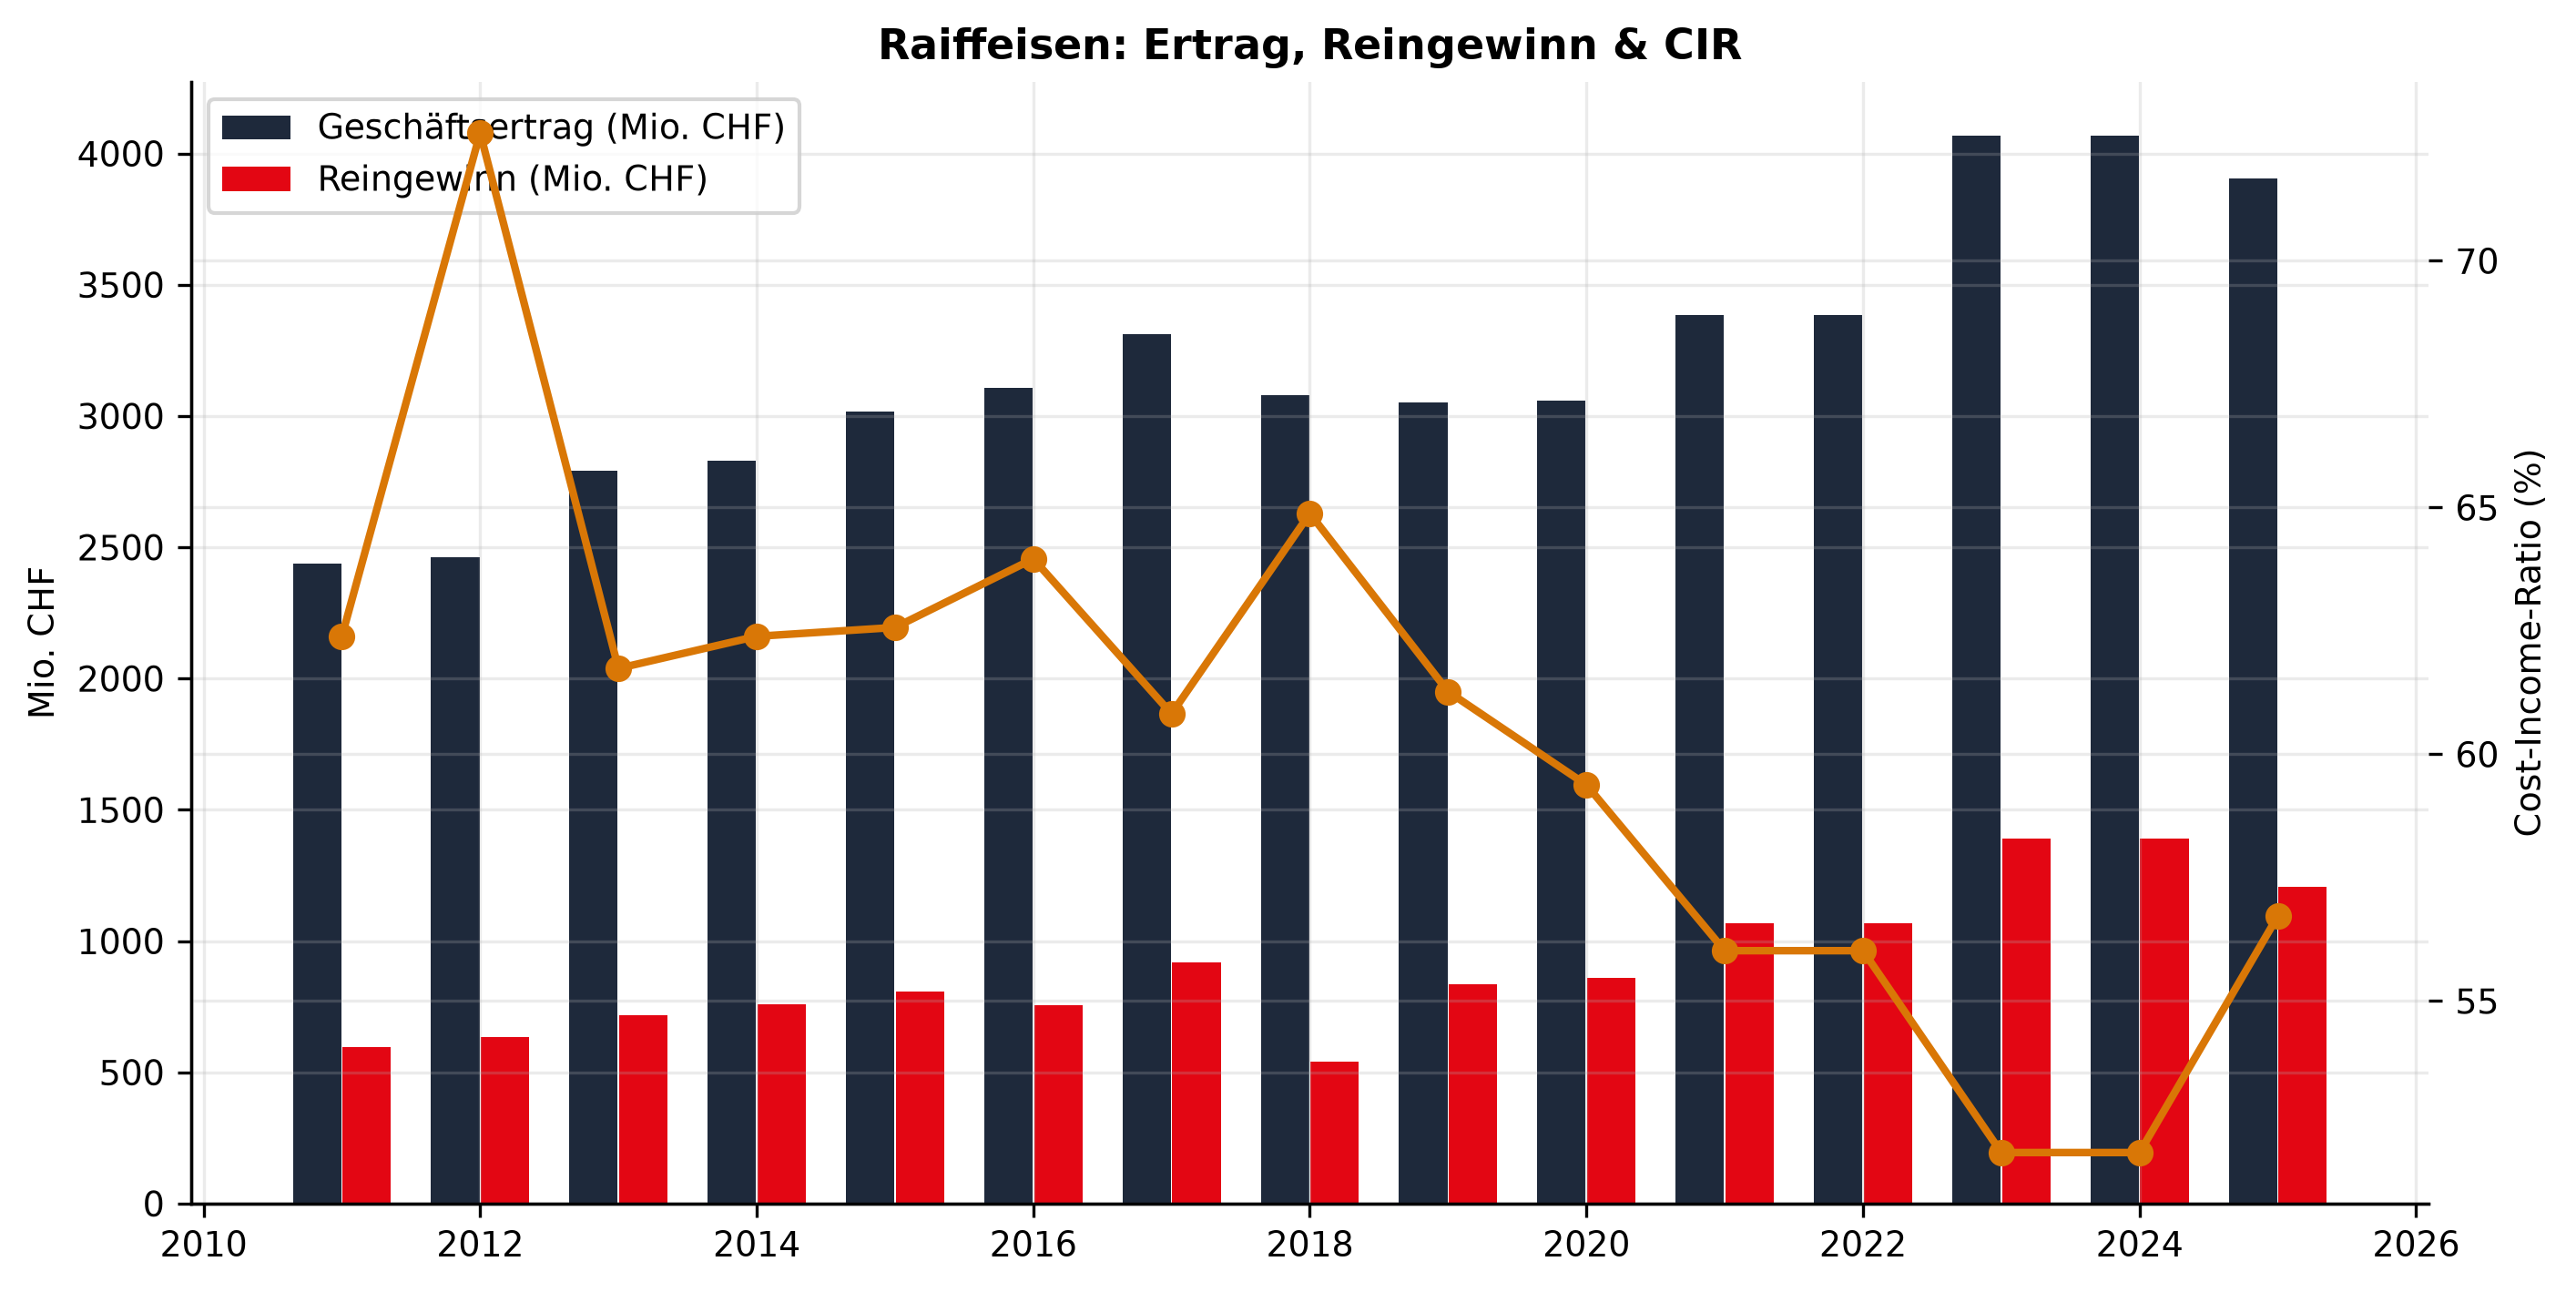 Raiffeisen: Ertrag, Reingewinn & CIR
Geschäftsertrag (Mio. CHF)
Reingewinn (Mio. CHF)
Mio. CHF
4000
3500
3000
2500
2000
1500
1000
500
0
70
65
60
55
Cost-Income-Ratio (%)
2010 2012 2014 2016 2018 2020 2022 2024 2026